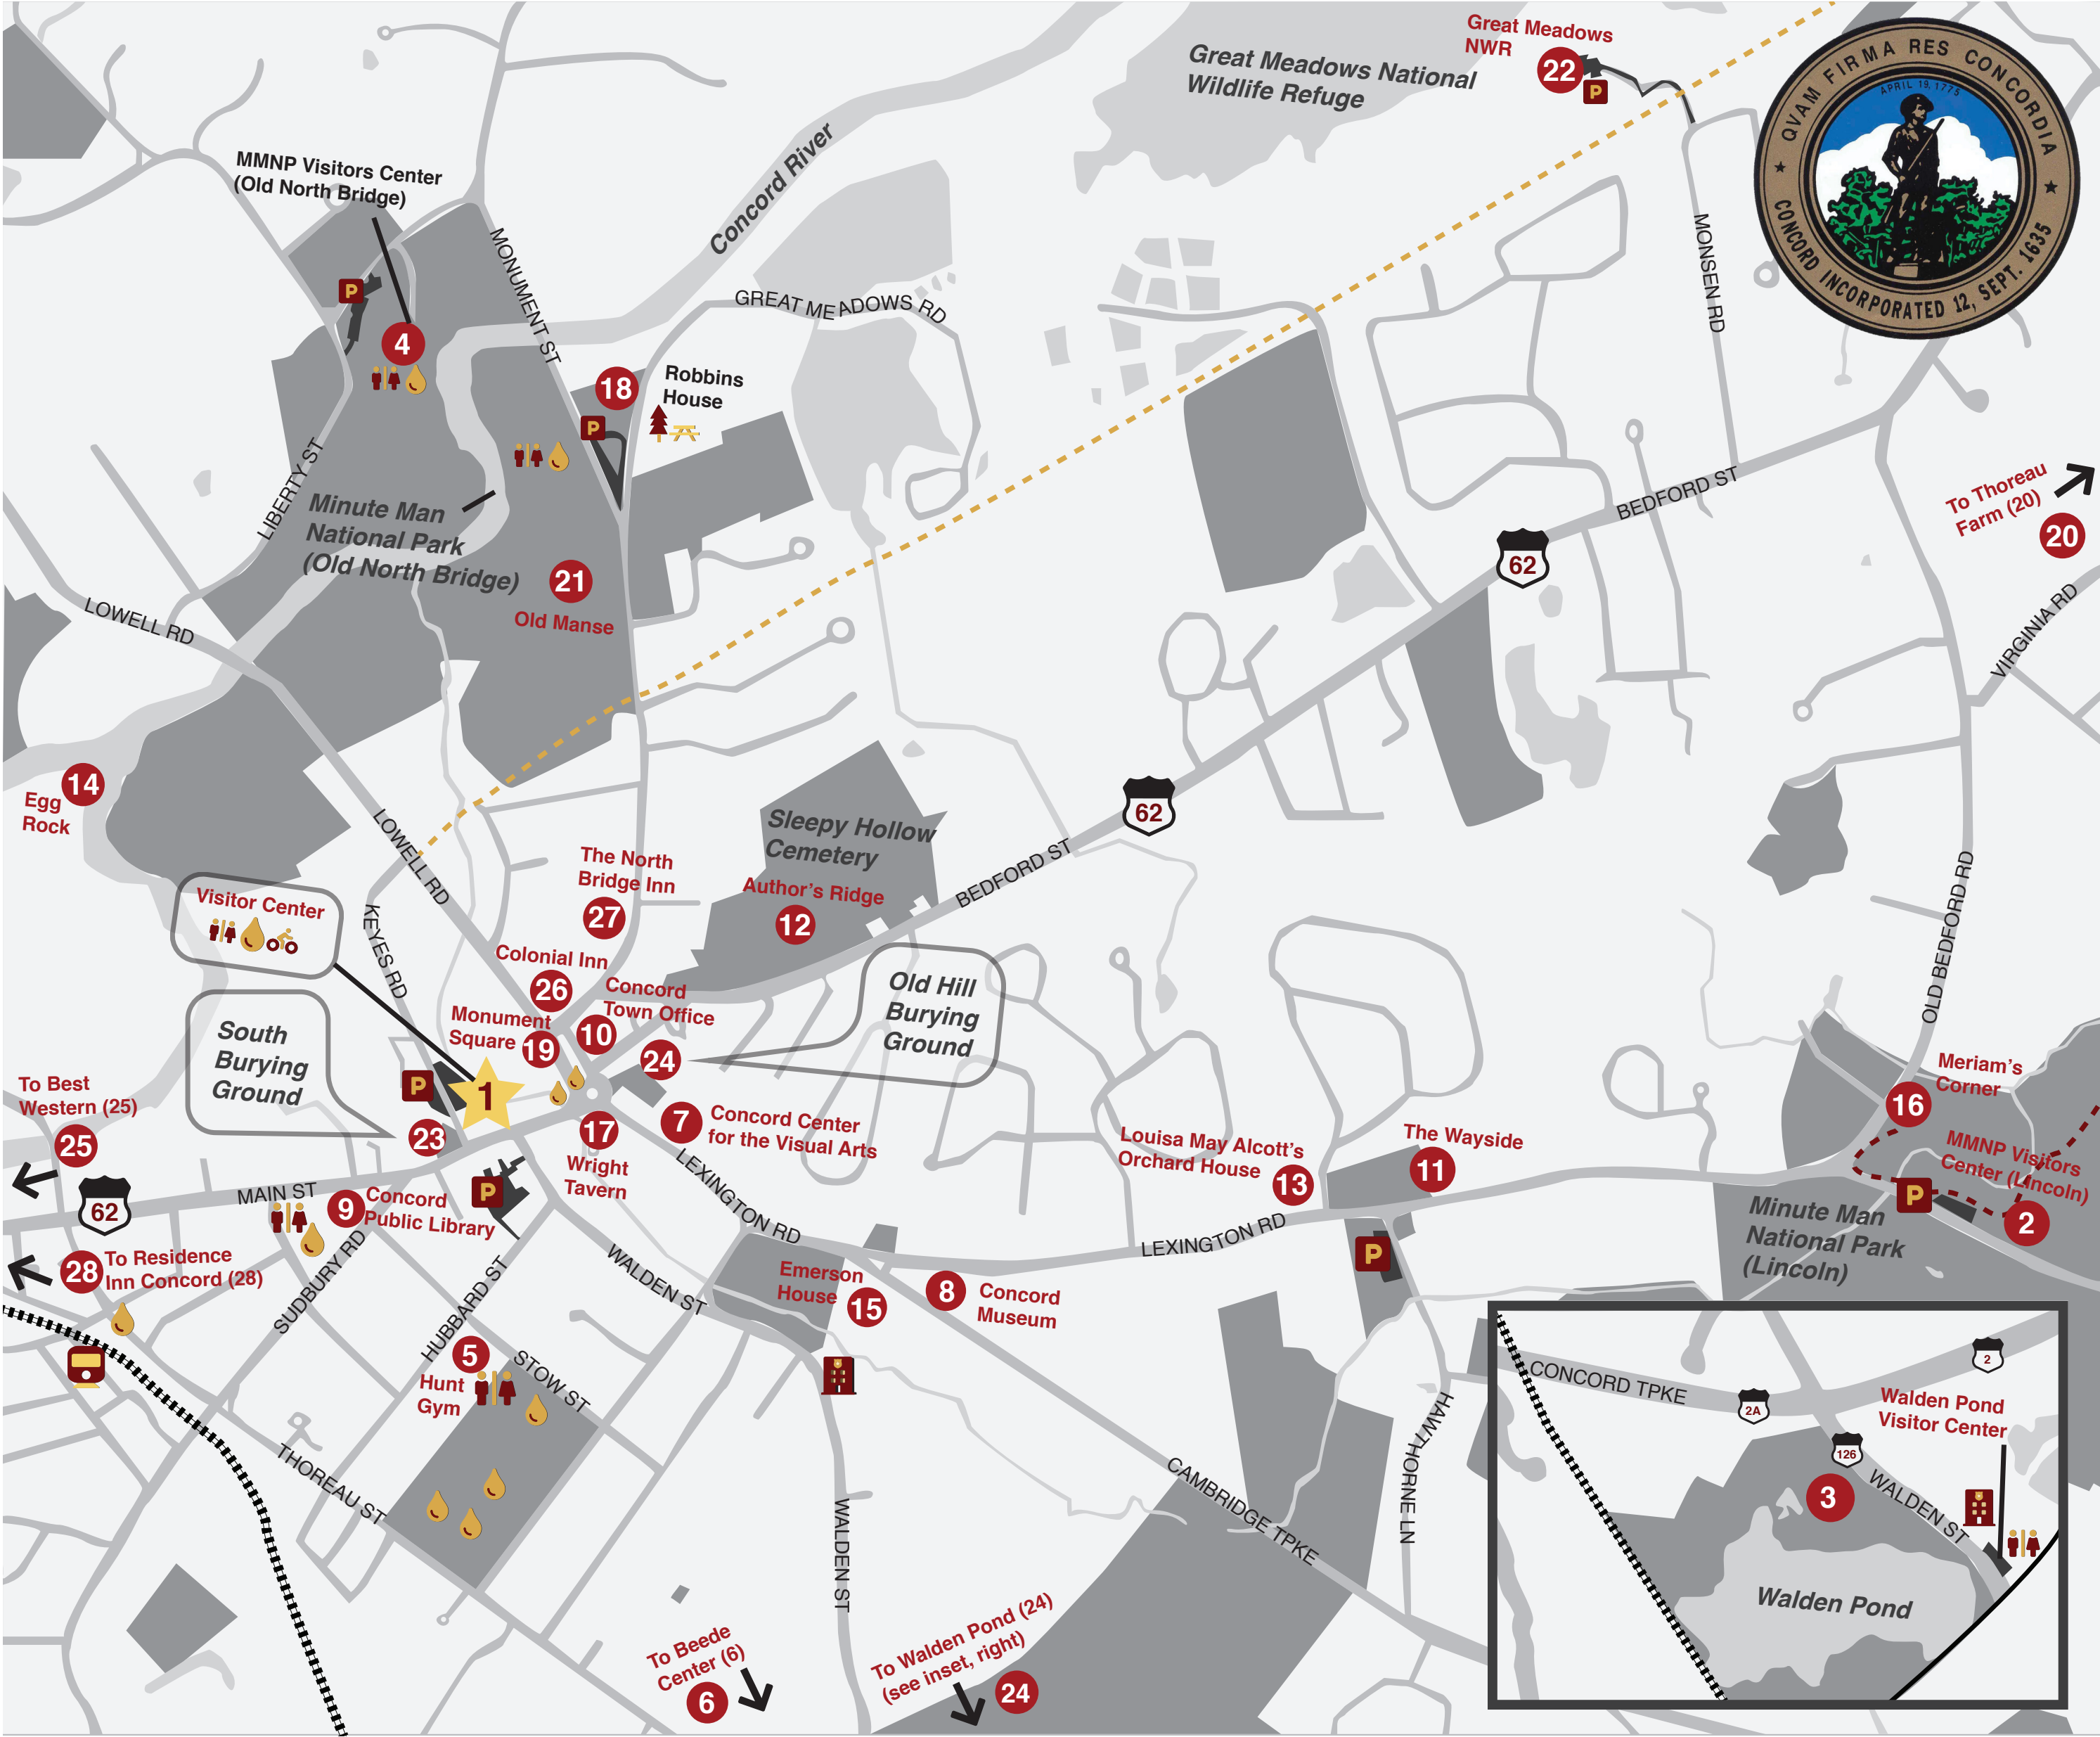 Great Meadows
NWR
22
P
Great Meadows National
Wildlife Refuge
QVAM FIRMA RES CONCORDIA
APRIL 19, 1775
CONCORD INCORPORATED 12, SEPT. 1635
MMNP Visitors Center
(Old North Bridge)
Concord River
MONUMENT ST
MONSEN RD
P
4
GREAT MEADOWS RD
18
Robbins
House
P
LIBERTY ST
Minute Man
National Park
(Old North Bridge)
21
Old Manse
BEDFORD ST
62
To Thoreau
Farm (20)
20
VIRGINIA RD
LOWELL RD
14
Egg
Rock
LOWELL RD
62
Sleepy Hollow
Cemetery
BEDFORD ST
The North
Bridge Inn
27
Author's Ridge
12
OLD BEDFORD RD
Visitor Center
KEYES RD
Colonial Inn
26
Concord
Town Office
10
Monument
Square
19
24
Old Hill
Burying
Ground
South
Burying
Ground
P
1
23
17
Wright
Tavern
7
Concord Center
for the Visual Arts
To Best
Western (25)
25
62
MAIN ST
9
Concord
Public Library
P
LEXINGTON RD
Louisa May Alcott's
Orchard House
13
The Wayside
11
Meriam's
Corner
16
MMNP Visitors
Center (Lincoln)
P
2
Minute Man
National Park
(Lincoln)
LEXINGTON RD
P
28
To Residence
Inn Concord (28)
SUDBURY RD
HUBBARD ST
WALDEN ST
Emerson
House
15
8
Concord
Museum
5
Hunt
Gym
STOW ST
THOREAU ST
WALDEN ST
CAMBRIDGE TPKE
HAWTHORNE LN
To Beede
Center (6)
6
To Walden Pond (24)
(see inset, right)
24
CONCORD TPKE
2A
2
126
Walden Pond
Visitor Center
3
WALDEN ST
Walden Pond